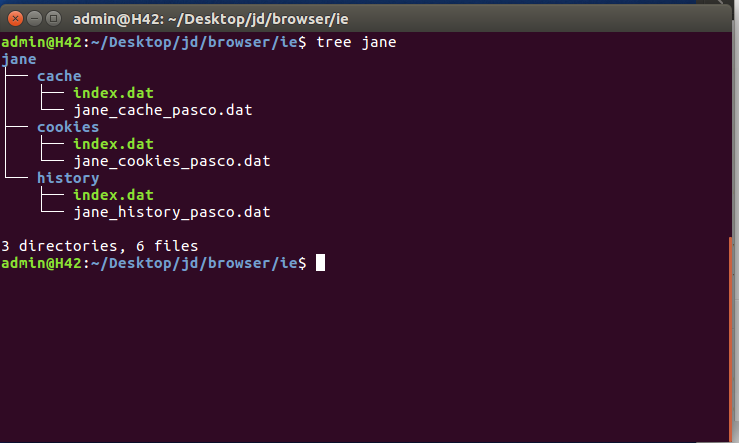 admin@H42: ~/Desktop/jd/browser/ie
admin@H42:~/Desktop/jd/browser/ie$ tree jane
jane
├── cache
│   ├── index.dat
│   └── jane_cache_pasco.dat
├── cookies
│   ├── index.dat
│   └── jane_cookies_pasco.dat
└── history
    ├── index.dat
    └── jane_history_pasco.dat
3 directories, 6 files
admin@H42:~/Desktop/jd/browser/ie$